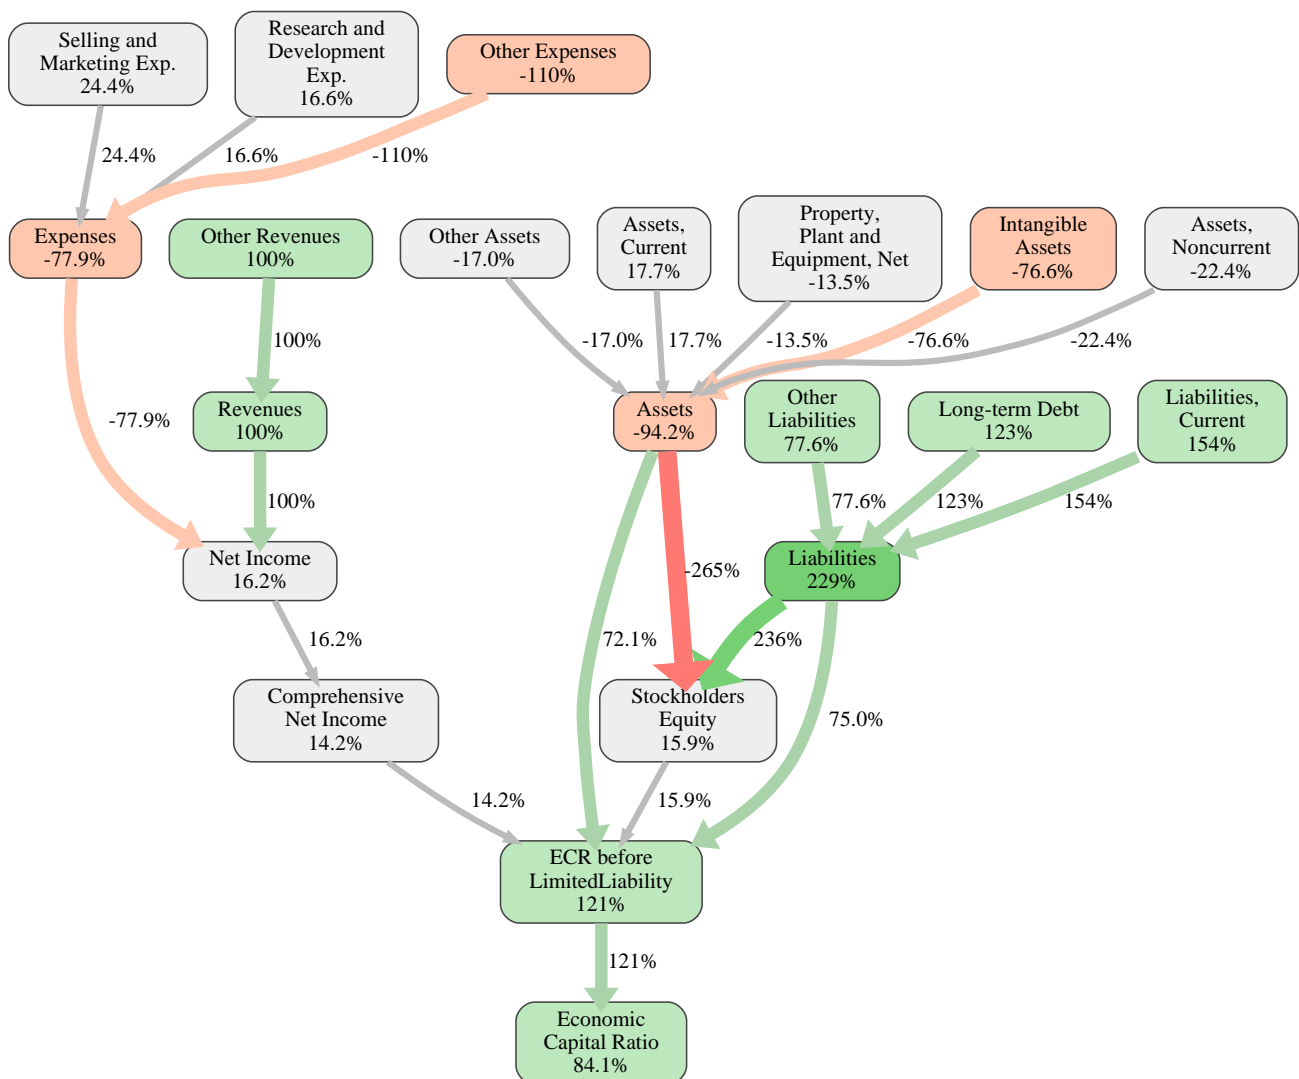 Selling and
Marketing Exp.
24.4%
Research and
Development
Exp.
16.6%
Other Expenses
-110%
24.4%
16.6%
-110%
Expenses
-77.9%
Other Revenues
100%
Other Assets
-17.0%
Assets,
Current
17.7%
Property,
Plant and
Equipment, Net
-13.5%
Intangible
Assets
-76.6%
Assets,
Noncurrent
-22.4%
100%
-17.0%
17.7%
-13.5%
-76.6%
-22.4%
-77.9%
Revenues
100%
Assets
-94.2%
Other
Liabilities
77.6%
Long-term Debt
123%
Liabilities,
Current
154%
100%
77.6%
123%
154%
Net Income
16.2%
-265%
Liabilities
229%
16.2%
72.1%
236%
75.0%
Comprehensive
Net Income
14.2%
Stockholders
Equity
15.9%
14.2%
15.9%
ECR before
LimitedLiability
121%
121%
Economic
Capital Ratio
84.1%